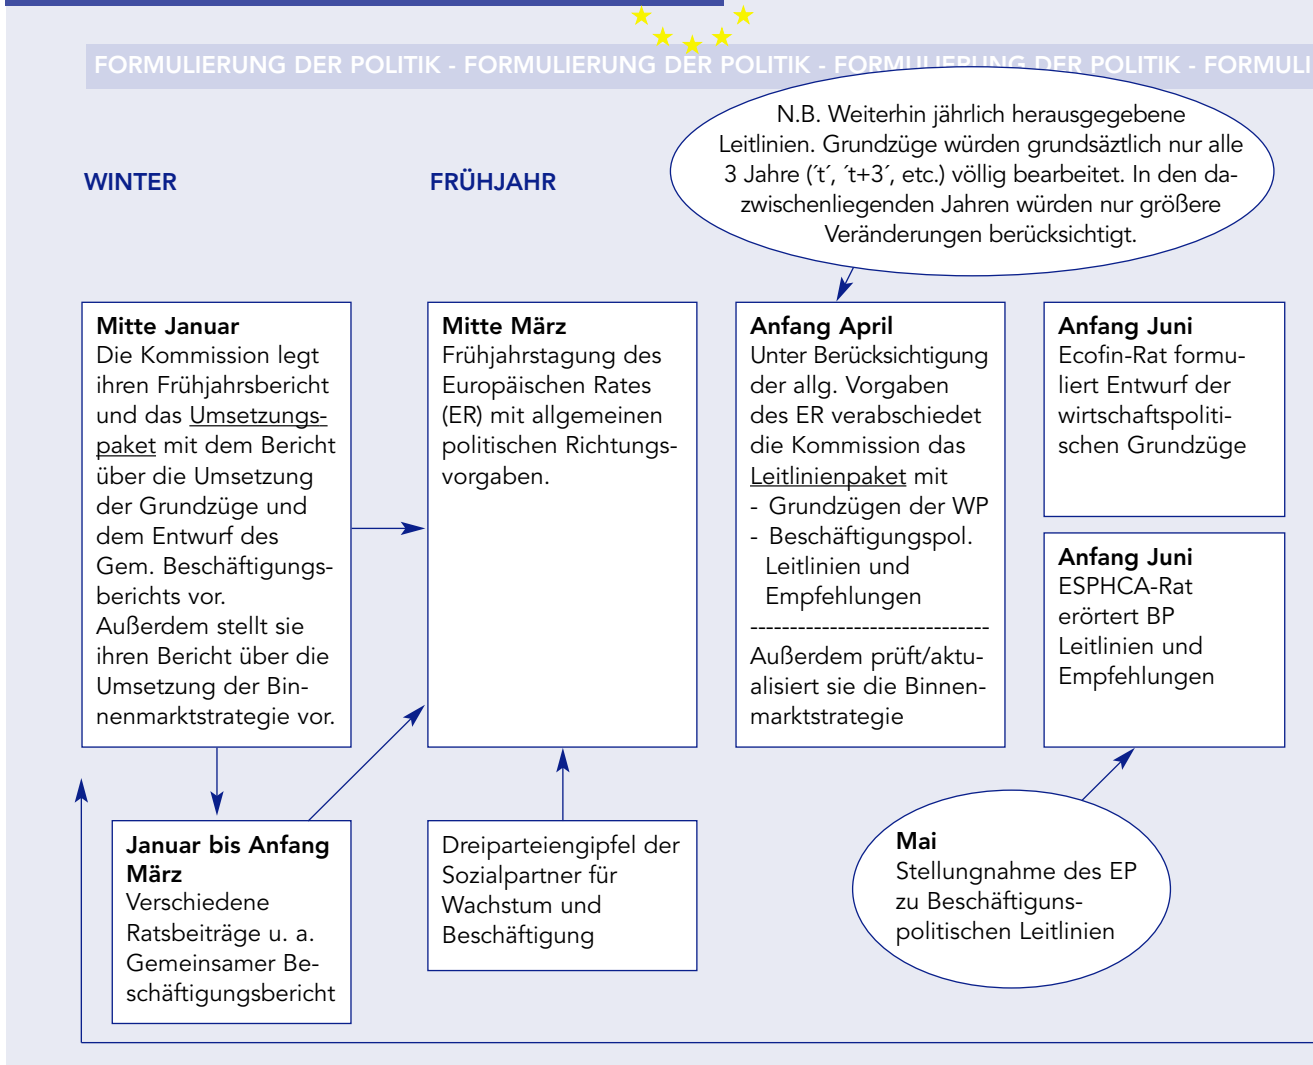 FORMULIERUNG DER POLITIK - FORMULIERUNG DER POLITIK - FORMULIERUNG DER POLITIK - FORMULI
N.B. Weiterhin jährlich herausgegebene
Leitlinien. Grundzüge würden grundsäztlich nur alle
3 Jahre (´t´, ´t+3´, etc.) völlig bearbeitet. In den da-
zwischenliegenden Jahren würden nur größere
Veränderungen berücksichtigt.
WINTER
FRÜHJAHR
Mitte Januar
Die Kommission legt
ihren Frühjahrsbericht
und das Umsetzungs-
paket mit dem Bericht
über die Umsetzung
der Grundzüge und
dem Entwurf des
Gem. Beschäftigungs-
berichts vor.
Außerdem stellt sie
ihren Bericht über die
Umsetzung der Bin-
nenmarktstrategie vor.
Mitte März
Frühjahrstagung des
Europäischen Rates
(ER) mit allgemeinen
politischen Richtungs-
vorgaben.
Anfang April
Unter Berücksichtigung
der allg. Vorgaben
des ER verabschiedet
die Kommission das
Leitlinienpaket mit
- Grundzügen der WP
- Beschäftigungspol.
Leitlinien und
Empfehlungen
------------------------------
Außerdem prüft/aktu-
alisiert sie die Binnen-
marktstrategie
Anfang Juni
Ecofin-Rat formu-
liert Entwurf der
wirtschaftspoliti-
schen Grundzüge
Anfang Juni
ESPHCA-Rat
erörtert BP
Leitlinien und
Empfehlungen
Januar bis Anfang
März
Verschiedene
Ratsbeiträge u. a.
Gemeinsamer Be-
schäftigungsbericht
Dreiparteiengipfel der
Sozialpartner für
Wachstum und
Beschäftigung
Mai
Stellungnahme des EP
zu Beschäftiguns-
politischen Leitlinien